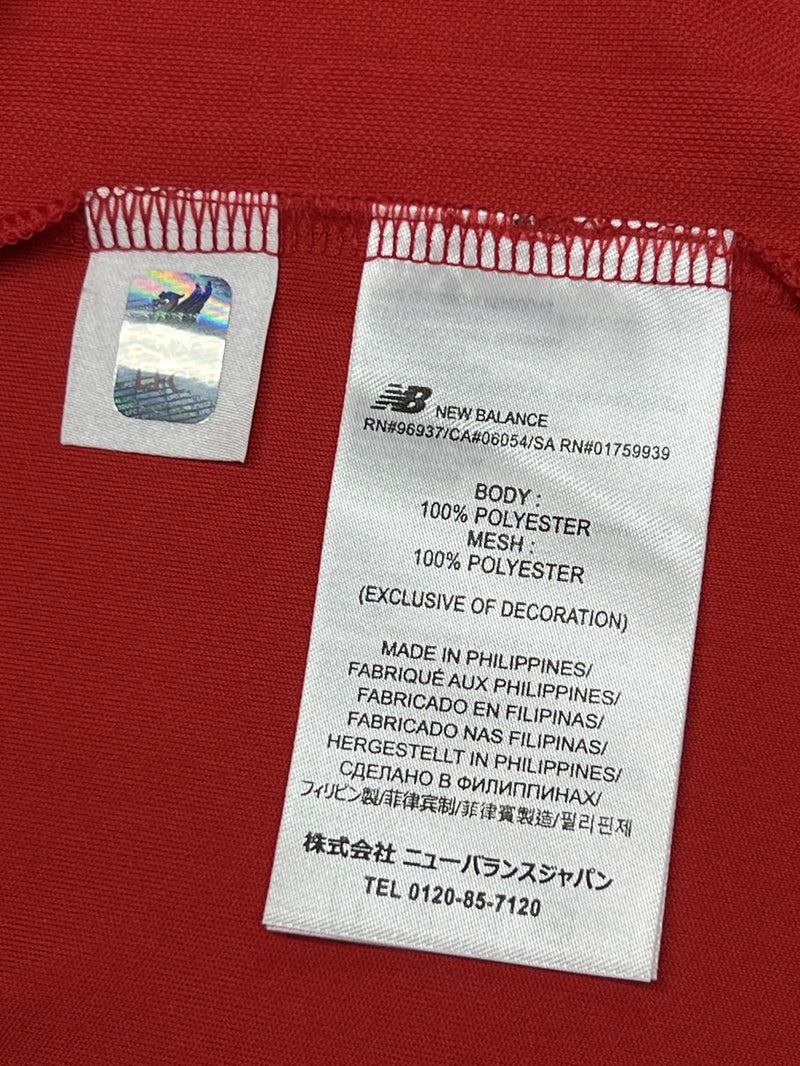 NB NEW BALANCE
RN#96937/CA#06054/SA RN#01759939
BODY :
100% POLYESTER
MESH :
100% POLYESTER
(EXCLUSIVE OF DECORATION)
MADE IN PHILIPPINES/
FABRIQUÉ AUX PHILIPPINES/
FABRICADO EN FILIPINAS/
FABRICADO NAS FILIPINAS/
HERGESTELLT IN PHILIPPINES/
СДЕЛАНО В ФИЛИППИНАХ/
フィリピン製/菲律宾制/菲律賓製造/필리핀제
株式会社 ニューバランスジャパン
TEL 0120-85-7120